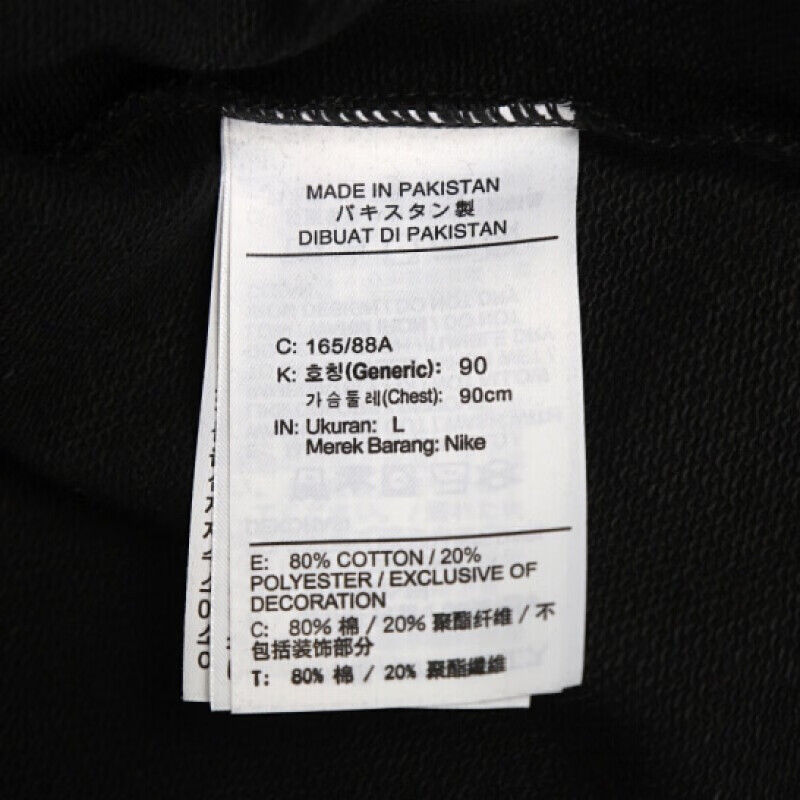 MADE IN PAKISTAN
パキスタン製
DIBUAT DI PAKISTAN
C: 165/88A
K: 호칭(Generic): 90
가슴둘레(Chest): 90cm
IN: Ukuran: L
Merek Barang: Nike
E: 80% COTTON / 20%
POLYESTER / EXCLUSIVE OF
DECORATION
C: 80% 棉 / 20% 聚酯纤维 / 不
包括装饰部分
T: 80% 棉 / 20% 聚酯纖維